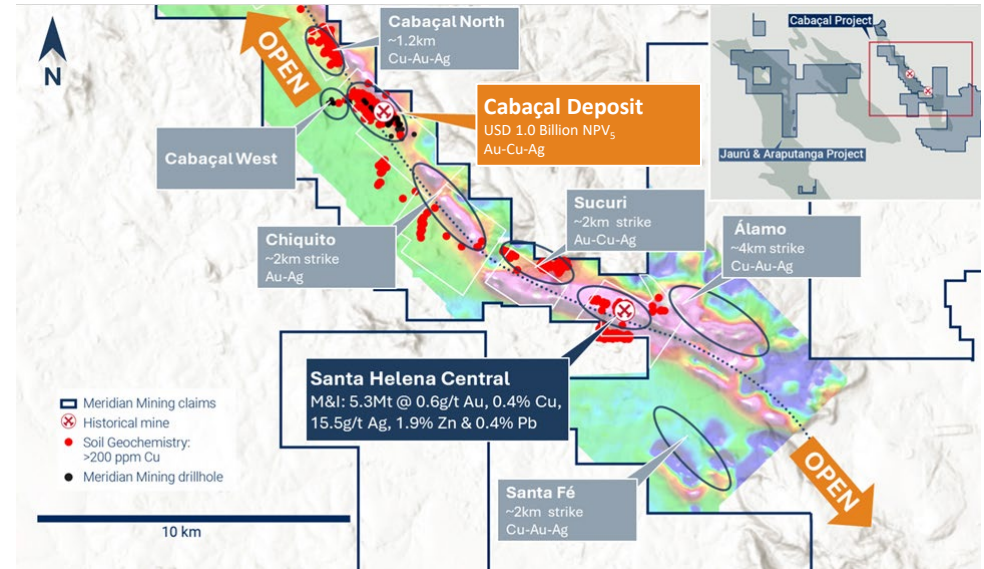 N
OPEN
Cabaçal North
~1.2km
Cu-Au-Ag
Cabaçal Deposit
USD 1.0 Billion NPV₅
Au-Cu-Ag
Cabaçal Project
Jaurú & Araputanga Project
Cabaçal West
Chiquito
~2km strike
Au-Ag
Sucuri
~2km strike
Au-Cu-Ag
Álamo
~4km strike
Cu-Au-Ag
Santa Helena Central
M&I: 5.3Mt @ 0.6g/t Au, 0.4% Cu,
15.5g/t Ag, 1.9% Zn & 0.4% Pb
Meridian Mining claims
Historical mine
Soil Geochemistry:
>200 ppm Cu
Meridian Mining drillhole
10 km
Santa Fé
~2km strike
Cu-Au-Ag
OPEN